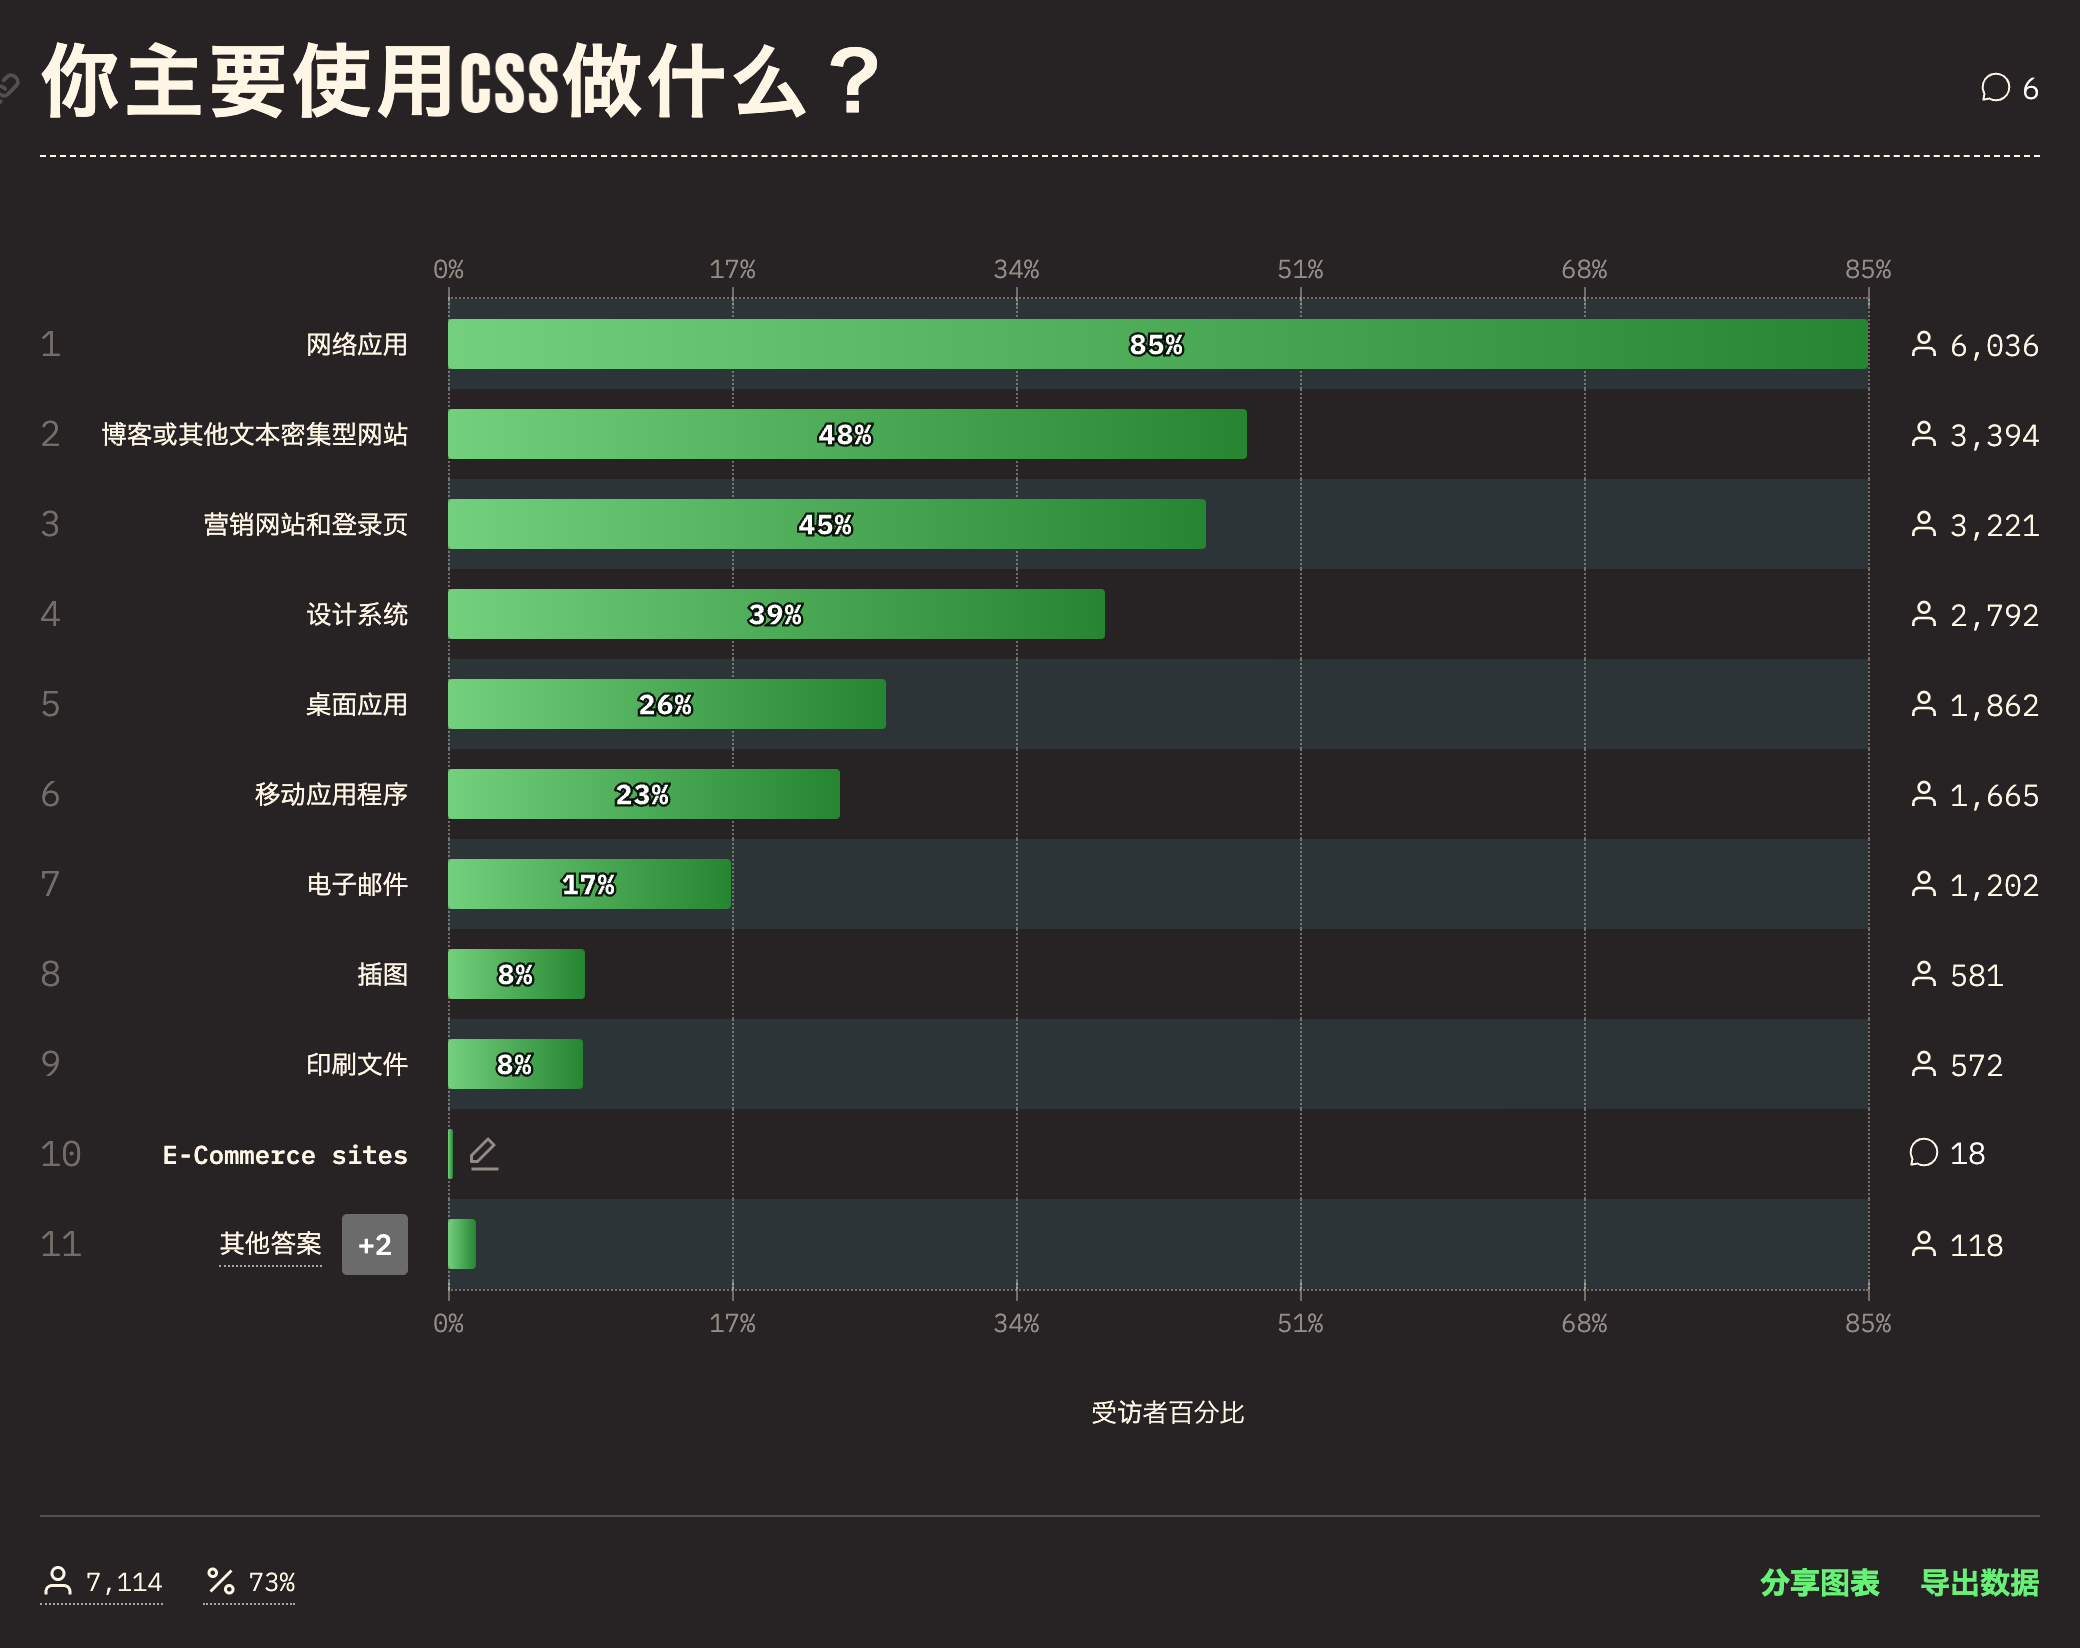 你主要使用CSS做什么？
6
0% 17% 34% 51% 68% 85%
1 网络应用 85% 6,036
2 博客或其他文本密集型网站 48% 3,394
3 营销网站和登录页 45% 3,221
4 设计系统 39% 2,792
5 桌面应用 26% 1,862
6 移动应用程序 23% 1,665
7 电子邮件 17% 1,202
8 插图 8% 581
9 印刷文件 8% 572
10 E-Commerce sites 18
11 其他答案 +2 118
0% 17% 34% 51% 68% 85%
受访者百分比
7,114 73% 分享图表 导出数据